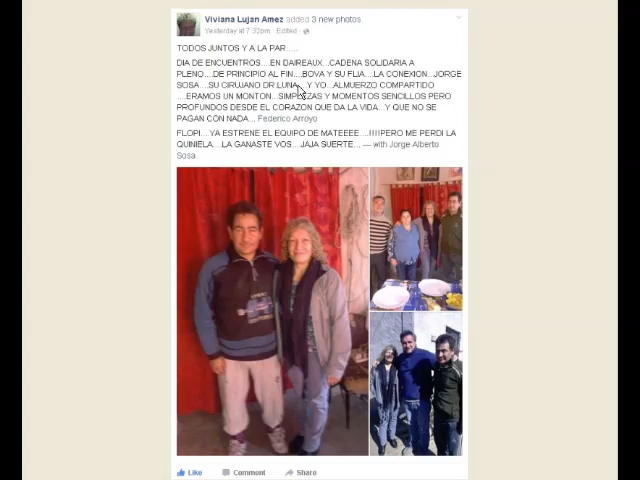 Viviana Lujan Amez added 3 new photos.
Yesterday at 7:32pm · Edited ·
TODOS JUNTOS Y A LA PAR.....
DIA DE ENCUENTROS....EN DAIREAUX...CADENA SOLIDARIA A
PLENO....DE PRINCIPIO AL FIN...BOVA Y SU FLIA....LA CONEXION...JORGE
SOSA ....SU CIRUJANO DR LUNA....Y YO...ALMUERZO COMPARTIDO
....ERAMOS UN MONTON...SIMPLEZAS Y MOMENTOS SENCILLOS PERO
PROFUNDOS DESDE EL CORAZON QUE DA LA VIDA...Y QUE NO SE
PAGAN CON NADA... Federico Arroyo
FLOPI....YA ESTRENE EL EQUIPO DE MATEEEE....!!!!PERO ME PERDI LA
QUINIELA....LA GANASTE VOS....JAJA SUERTE... — with Jorge Alberto
Sosa.
Like Comment Share